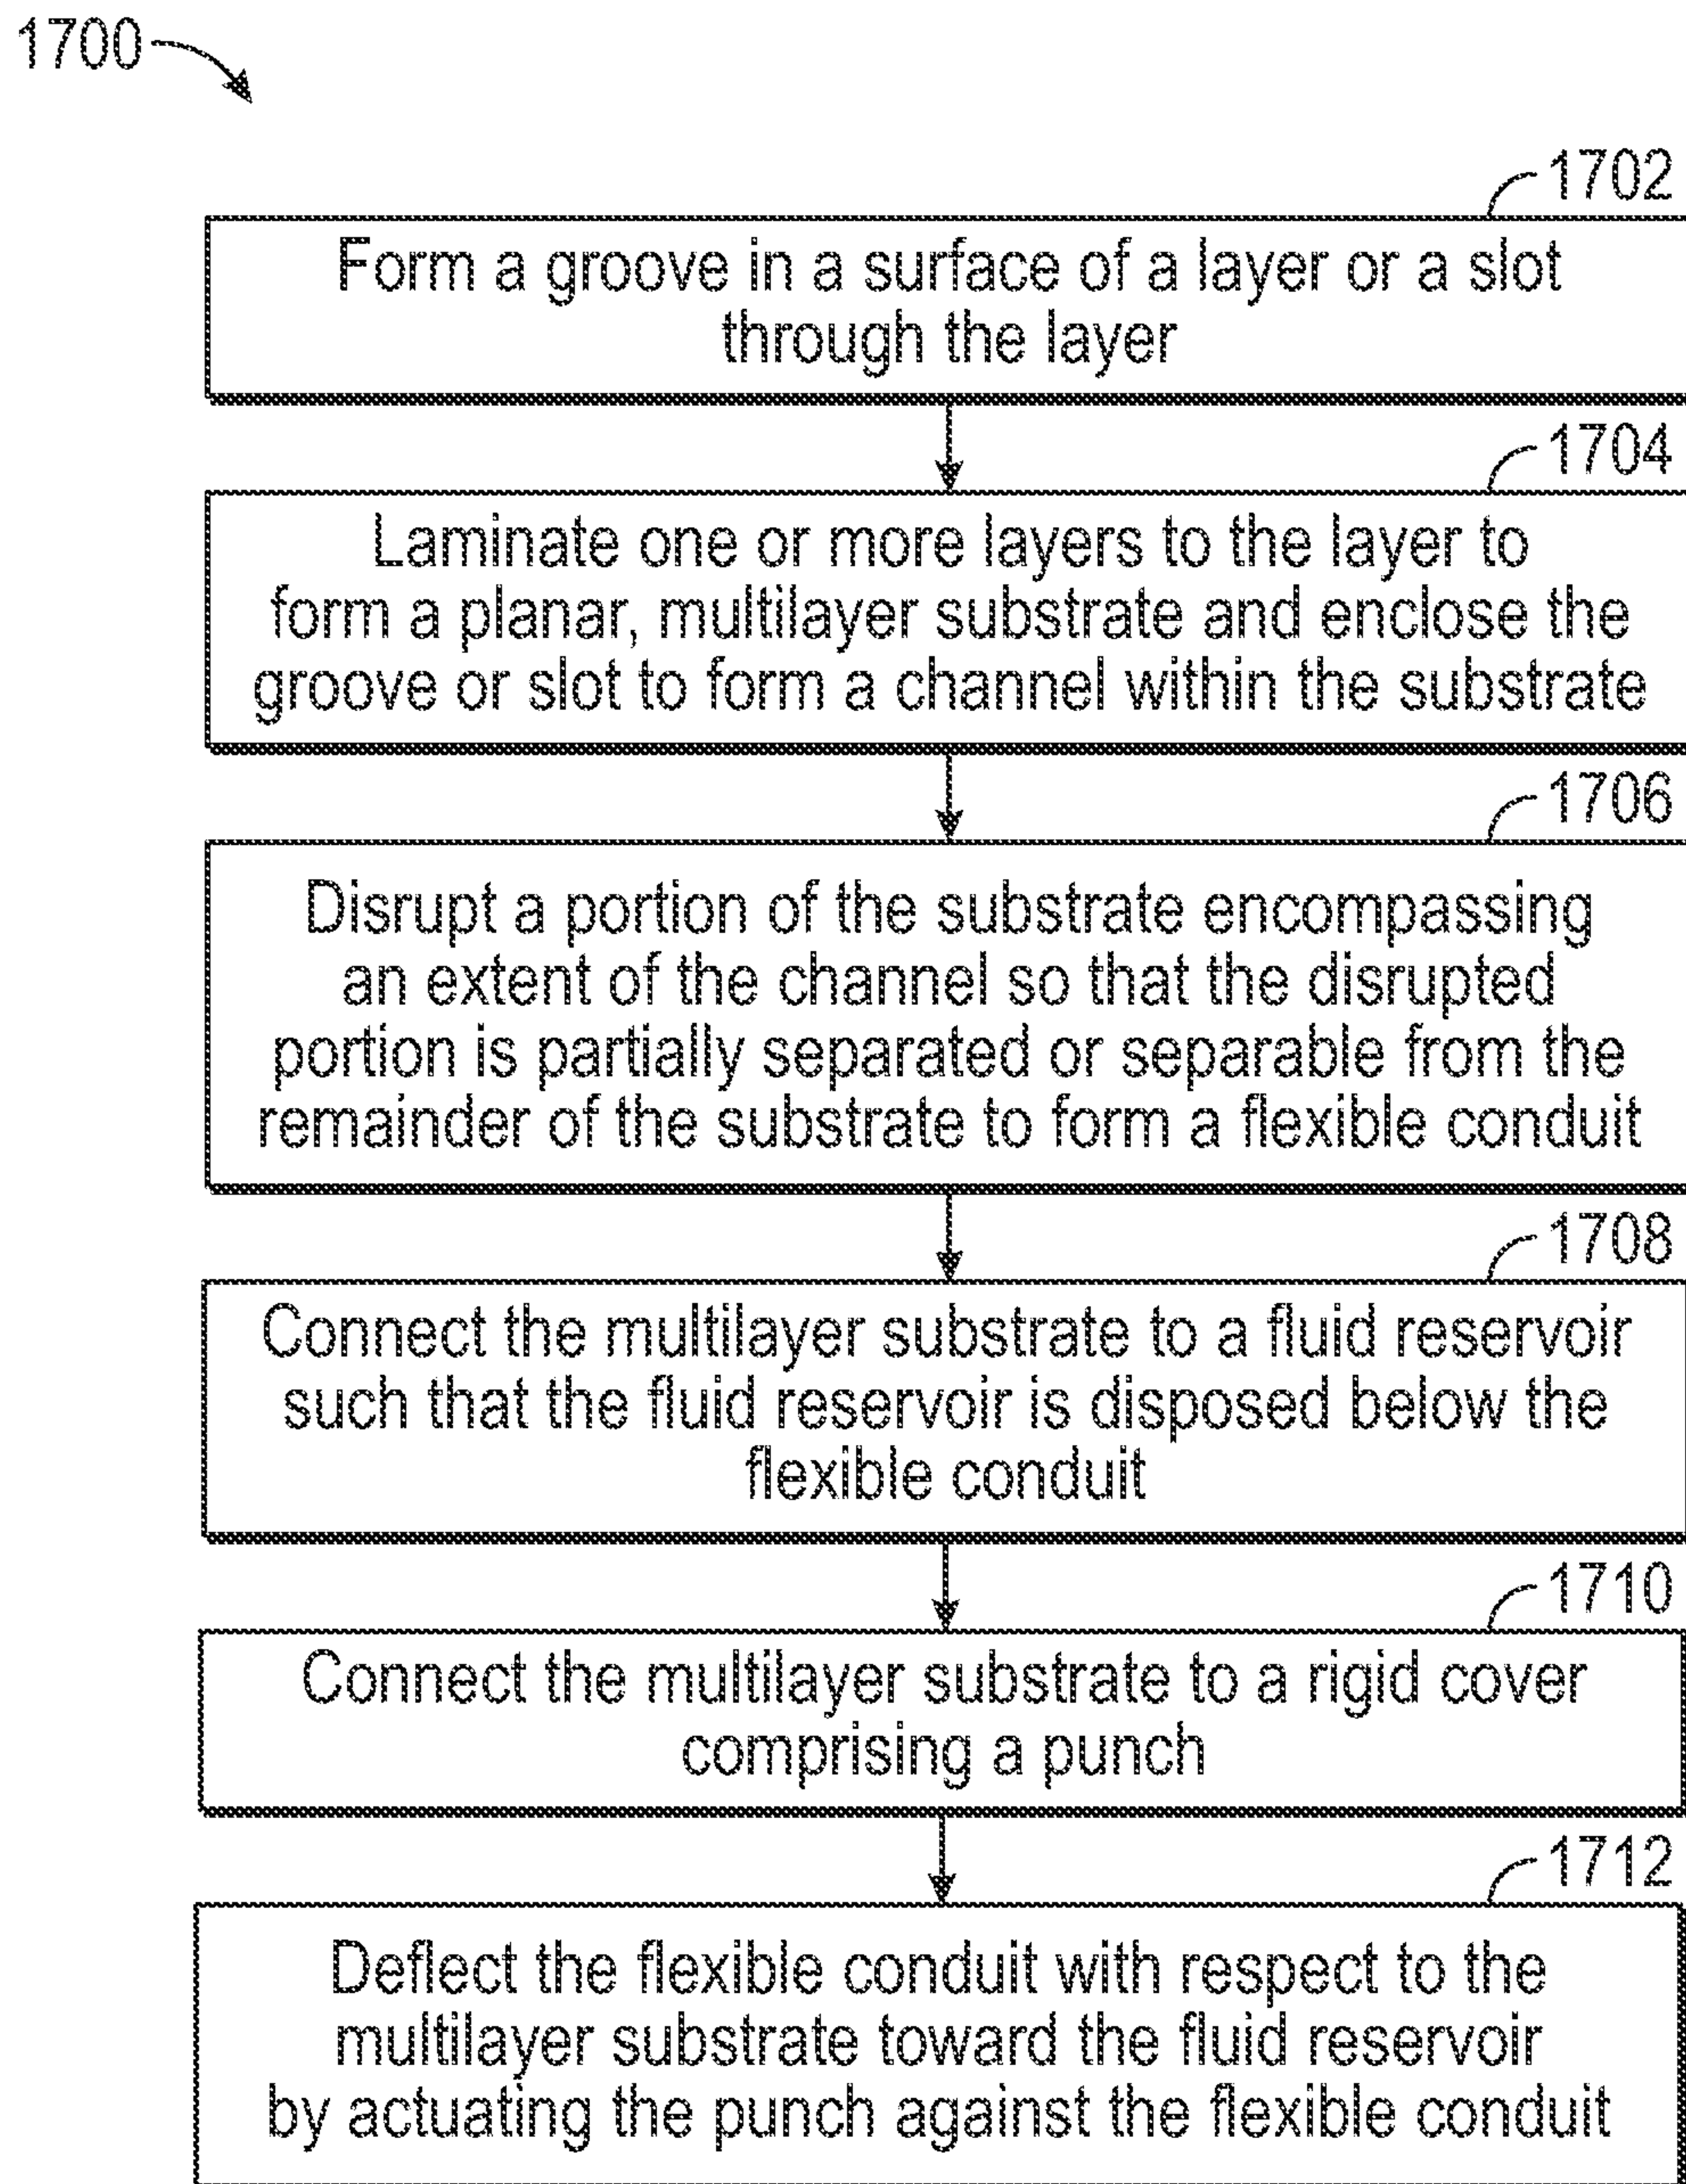 1700
1702
Form a groove in a surface of a layer or a slot
through the layer
1704
Laminate one or more layers to the layer to
form a planar, multilayer substrate and enclose the
groove or slot to form a channel within the substrate
1706
Disrupt a portion of the substrate encompassing
an extent of the channel so that the disrupted
portion is partially separated or separable from the
remainder of the substrate to form a flexible conduit
1708
Connect the multilayer substrate to a fluid reservoir
such that the fluid reservoir is disposed below the
flexible conduit
1710
Connect the multilayer substrate to a rigid cover
comprising a punch
1712
Deflect the flexible conduit with respect to the
multilayer substrate toward the fluid reservoir
by actuating the punch against the flexible conduit